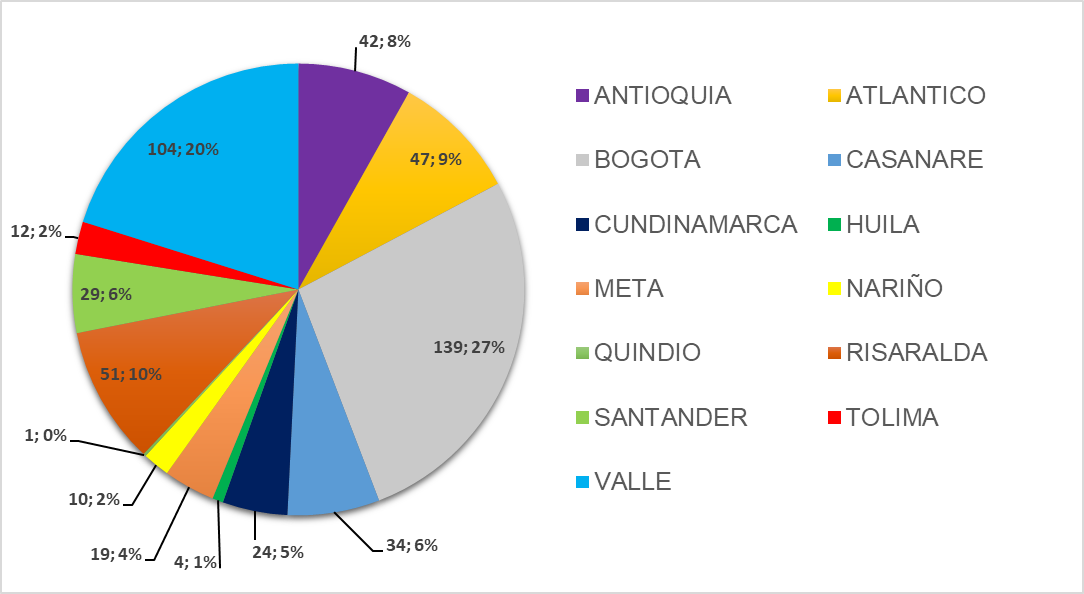 42; 8%
47; 9%
104; 20%
12; 2%
29; 6%
139; 27%
51; 10%
1; 0%
10; 2%
19; 4%
4; 1%
24; 5%
34; 6%
ANTIOQUIA
ATLANTICO
BOGOTA
CASANARE
CUNDINAMARCA
HUILA
META
NARIÑO
QUINDIO
RISARALDA
SANTANDER
TOLIMA
VALLE